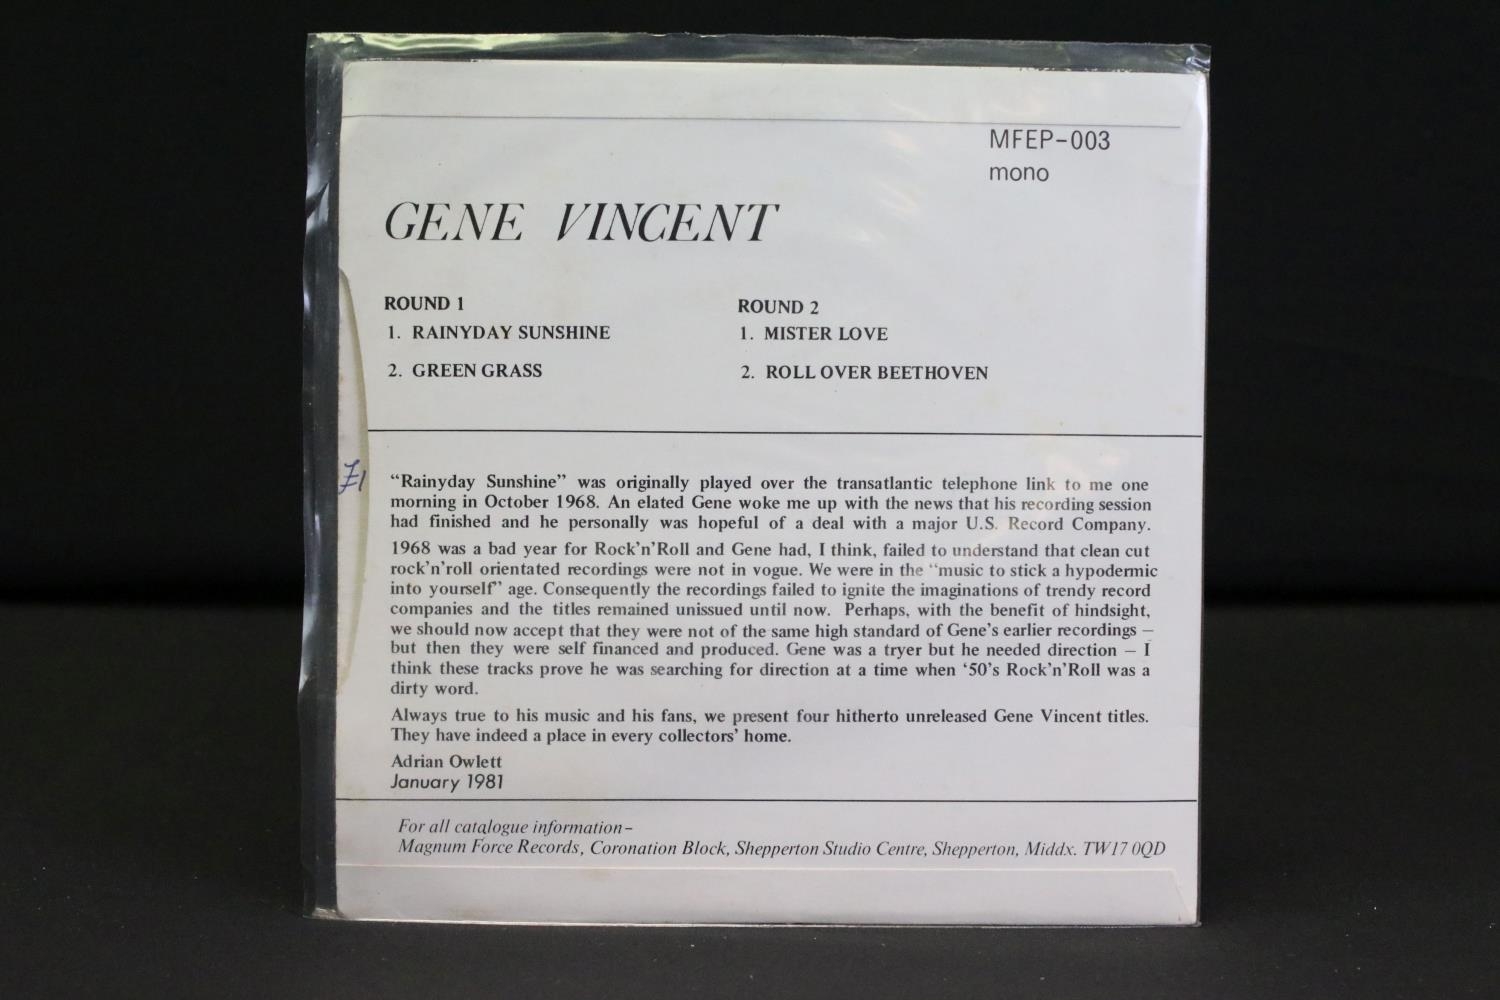 MFEP-003
mono
GENE VINCENT
ROUND 1
1. RAINYDAY SUNSHINE
2. GREEN GRASS
ROUND 2
1. MISTER LOVE
2. ROLL OVER BEETHOVEN
£1
“Rainyday Sunshine” was originally played over the transatlantic telephone link to me one
morning in October 1968. An elated Gene woke me up with the news that his recording session
had finished and he personally was hopeful of a deal with a major U.S. Record Company.
1968 was a bad year for Rock’n’Roll and Gene had, I think, failed to understand that clean cut
rock’n’roll orientated recordings were not in vogue. We were in the “music to stick a hypodermic
into yourself” age. Consequently the recordings failed to ignite the imaginations of trendy record
companies and the titles remained unissued until now. Perhaps, with the benefit of hindsight,
we should now accept that they were not of the same high standard of Gene’s earlier recordings —
but then they were self financed and produced. Gene was a tryer but he needed direction — I
think these tracks prove he was searching for direction at a time when ‘50’s Rock’n’Roll was a
dirty word.
Always true to his music and his fans, we present four hitherto unreleased Gene Vincent titles.
They have indeed a place in every collectors’ home.
Adrian Owlett
January 1981
For all catalogue information–
Magnum Force Records, Coronation Block, Shepperton Studio Centre, Shepperton, Middx. TW17 0QD